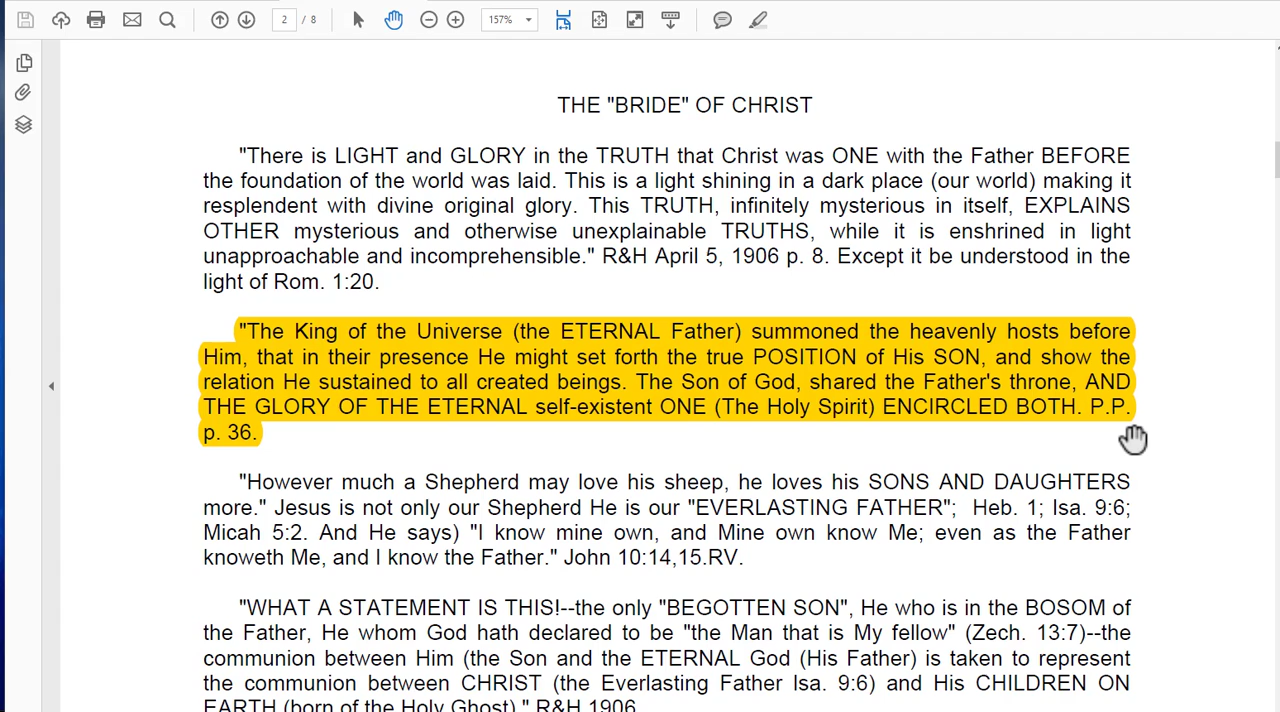 2 / 8
157%
THE "BRIDE" OF CHRIST
"There is LIGHT and GLORY in the TRUTH that Christ was ONE with the Father BEFORE
the foundation of the world was laid. This is a light shining in a dark place (our world) making it
resplendent with divine original glory. This TRUTH, infinitely mysterious in itself, EXPLAINS
OTHER mysterious and otherwise unexplainable TRUTHS, while it is enshrined in light
unapproachable and incomprehensible." R&H April 5, 1906 p. 8. Except it be understood in the
light of Rom. 1:20.
"The King of the Universe (the ETERNAL Father) summoned the heavenly hosts before
Him, that in their presence He might set forth the true POSITION of His SON, and show the
relation He sustained to all created beings. The Son of God, shared the Father's throne, AND
THE GLORY OF THE ETERNAL self-existent ONE (The Holy Spirit) ENCIRCLED BOTH. P.P.
p. 36.
"However much a Shepherd may love his sheep, he loves his SONS AND DAUGHTERS
more." Jesus is not only our Shepherd He is our "EVERLASTING FATHER"; Heb. 1; Isa. 9:6;
Micah 5:2. And He says) "I know mine own, and Mine own know Me; even as the Father
knoweth Me, and I know the Father." John 10:14,15.RV.
"WHAT A STATEMENT IS THIS!--the only "BEGOTTEN SON", He who is in the BOSOM of
the Father, He whom God hath declared to be "the Man that is My fellow" (Zech. 13:7)--the
communion between Him (the Son and the ETERNAL God (His Father) is taken to represent
the communion between CHRIST (the Everlasting Father Isa. 9:6) and His CHILDREN ON
EARTH (born of the Holy Ghost)." R&H 1906